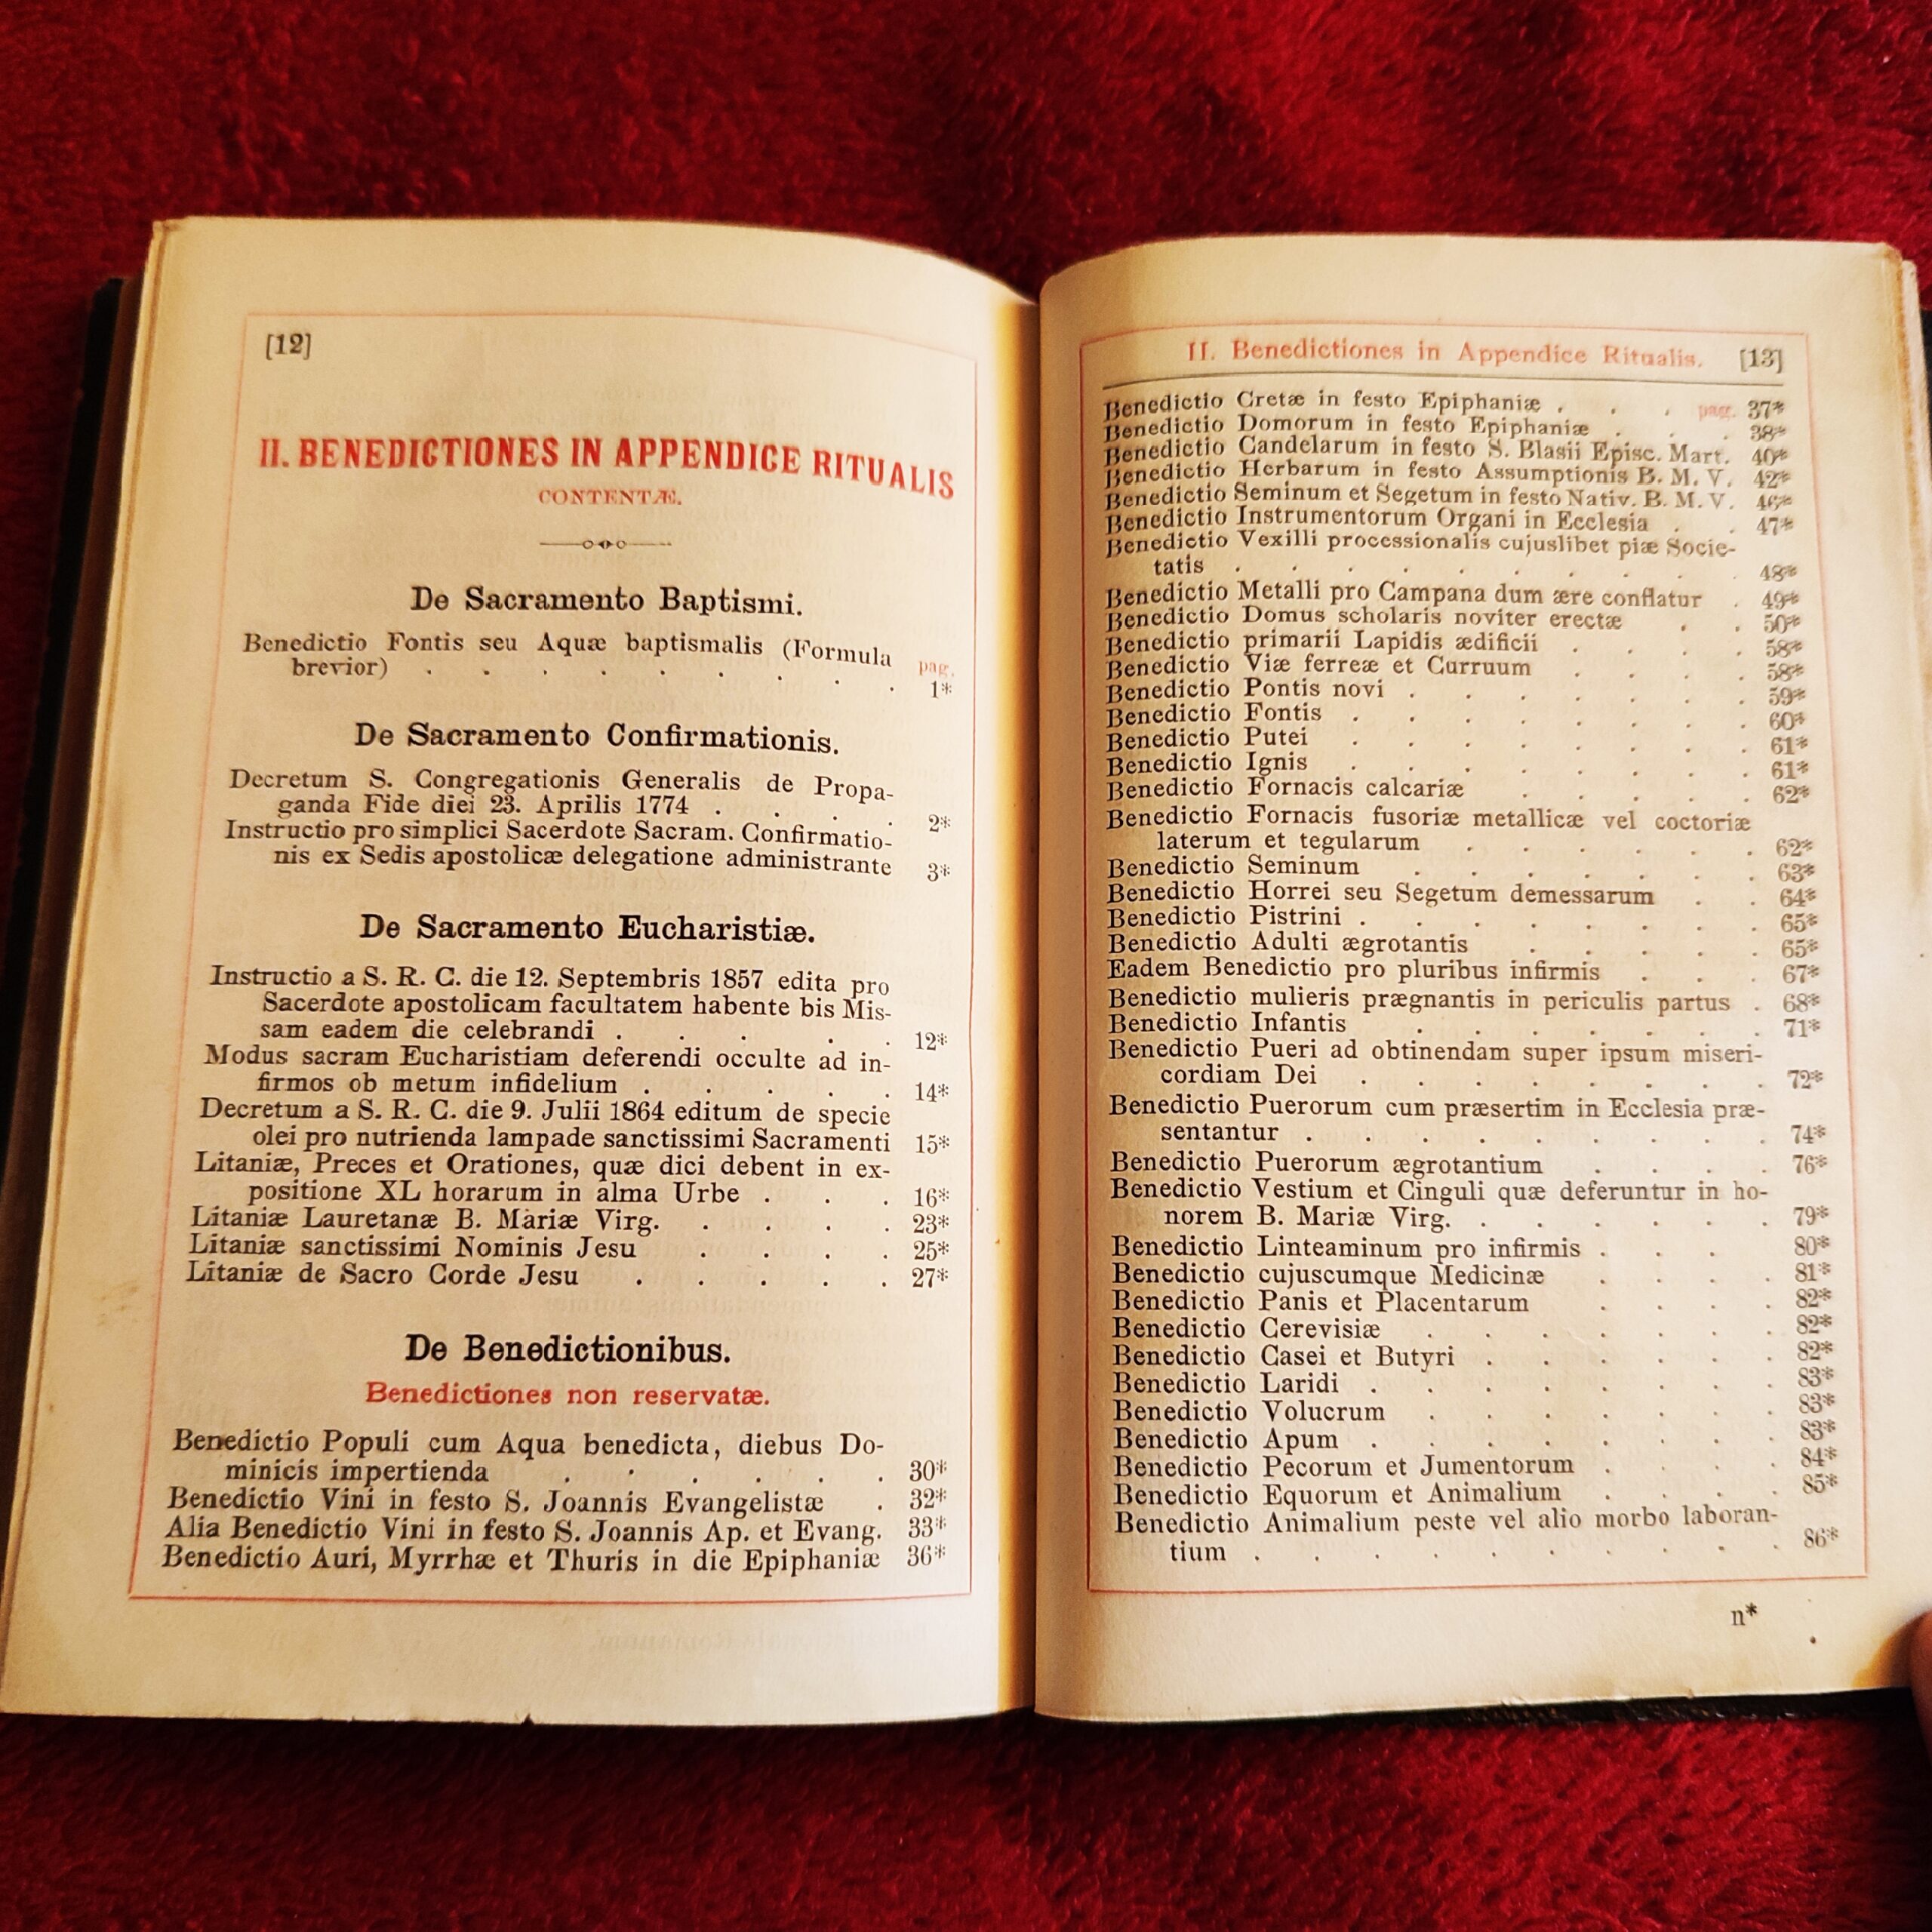 [12]
II. BENEDICTIONES IN APPENDICE RITUALIS
CONTENTÆ.
De Sacramento Baptismi.
Benedictio Fontis seu Aquæ baptismalis (Formula pag.
brevior) . . . . . . . . . 1*
De Sacramento Confirmationis.
Decretum S. Congregationis Generalis de Propa-
ganda Fide diei 23. Aprilis 1774 . . . . 2*
Instructio pro simplici Sacerdote Sacram. Confirmatio-
nis ex Sedis apostolicæ delegatione administrante 3*
De Sacramento Eucharistiæ.
Instructio a S. R. C. die 12. Septembris 1857 edita pro
Sacerdote apostolicam facultatem habente bis Mis-
sam eadem die celebrandi . . . . . 12*
Modus sacram Eucharistiam deferendi occulte ad in-
firmos ob metum infidelium . . . . . 14*
Decretum a S. R. C. die 9. Julii 1864 editum de specie
olei pro nutrienda lampade sanctissimi Sacramenti 15*
Litaniæ, Preces et Orationes, quæ dici debent in ex-
positione XL horarum in alma Urbe . . . 16*
Litaniæ Lauretanæ B. Mariæ Virg. . . . . 23*
Litaniæ sanctissimi Nominis Jesu . . . . 25*
Litaniæ de Sacro Corde Jesu . . . . . 27*
De Benedictionibus.
Benedictiones non reservatæ.
Benedictio Populi cum Aqua benedicta, diebus Do-
minicis impertienda . . . . . . 30*
Benedictio Vini in festo S. Joannis Evangelistæ . 32*
Alia Benedictio Vini in festo S. Joannis Ap. et Evang. 33*
Benedictio Auri, Myrrhæ et Thuris in die Epiphaniæ 36*
II. Benedictiones in Appendice Ritualis. [13]
Benedictio Cretæ in festo Epiphaniæ . . . pag. 37*
Benedictio Domorum in festo Epiphaniæ . . . 38*
Benedictio Candelarum in festo S. Blasii Episc. Mart. 40*
Benedictio Herbarum in festo Assumptionis B. M. V. 42*
Benedictio Seminum et Segetum in festo Nativ. B. M. V. 46*
Benedictio Instrumentorum Organi in Ecclesia . . 47*
Benedictio Vexilli processionalis cujuslibet piæ Socie-
tatis . . . . . . . . . 48*
Benedictio Metalli pro Campana dum ære conflatur . 49*
Benedictio Domus scholaris noviter erectæ . . 50*
Benedictio primarii Lapidis ædificii . . . . 58*
Benedictio Viæ ferreæ et Curruum . . . . 58*
Benedictio Pontis novi . . . . . . . 59*
Benedictio Fontis . . . . . . . . 60*
Benedictio Putei . . . . . . . . 61*
Benedictio Ignis . . . . . . . . 61*
Benedictio Fornacis calcariæ . . . . . 62*
Benedictio Fornacis fusoriæ metallicæ vel coctoriæ
laterum et tegularum . . . . . . 62*
Benedictio Seminum . . . . . . . 63*
Benedictio Horrei seu Segetum demessarum . . 64*
Benedictio Pistrini . . . . . . . . 65*
Benedictio Adulti ægrotantis . . . . . 65*
Eadem Benedictio pro pluribus infirmis . . . 67*
Benedictio mulieris prægnantis in periculis partus . 68*
Benedictio Infantis . . . . . . . 71*
Benedictio Pueri ad obtinendam super ipsum miseri-
cordiam Dei . . . . . . . . 72*
Benedictio Puerorum cum præsertim in Ecclesia præ-
sentantur . . . . . . . . . 74*
Benedictio Puerorum ægrotantium . . . . 76*
Benedictio Vestium et Cinguli quæ deferuntur in ho-
norem B. Mariæ Virg. . . . . . . 79*
Benedictio Linteaminum pro infirmis . . . 80*
Benedictio cujuscumque Medicinæ . . . . 81*
Benedictio Panis et Placentarum . . . . 82*
Benedictio Cerevisiæ . . . . . . . 82*
Benedictio Casei et Butyri . . . . . . 82*
Benedictio Laridi . . . . . . . . 83*
Benedictio Volucrum . . . . . . . 83*
Benedictio Apum . . . . . . . . 83*
Benedictio Pecorum et Jumentorum . . . . 84*
Benedictio Equorum et Animalium . . . . 85*
Benedictio Animalium peste vel alio morbo laboran-
tium . . . . . . . . . . 86*
n*